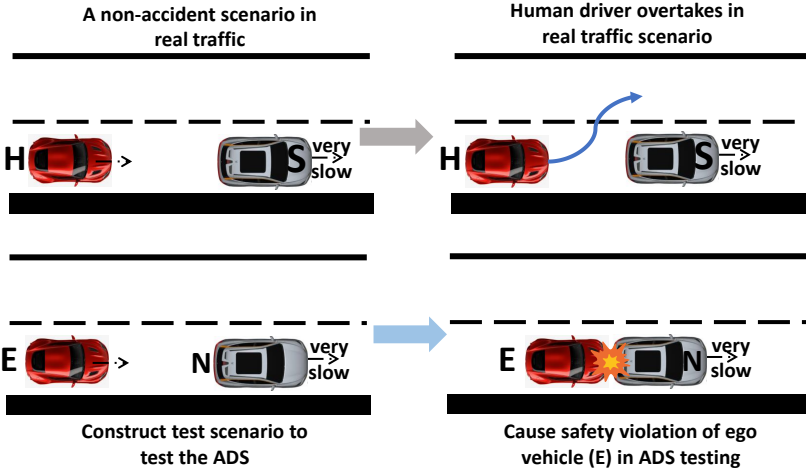 A non-accident scenario in
real traffic
Human driver overtakes in
real traffic scenario
H
S
very
slow
H
S
very
slow
E
N
very
slow
E
N
very
slow
Construct test scenario to
test the ADS
Cause safety violation of ego
vehicle (E) in ADS testing